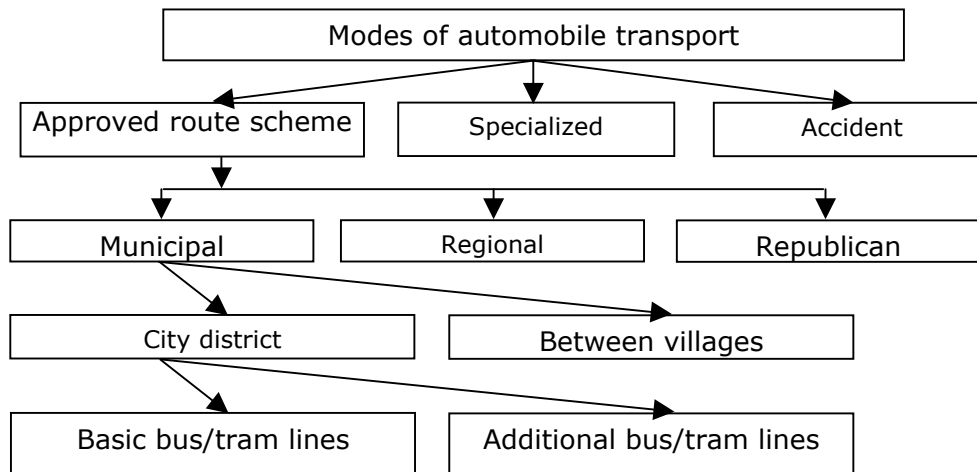 Modes of automobile transport
Approved route scheme
Specialized
Accident
Municipal
Regional
Republican
City district
Between villages
Basic bus/tram lines
Additional bus/tram lines